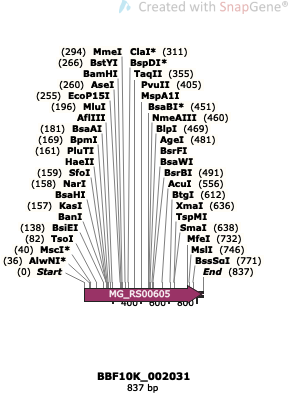 Created with SnapGene®
(294) MmeI ClaI* (311)
(266) BstYI BspDI*
BamHI TaqII (355)
(260) AseI PvuII (405)
(255) EcoP15I MspA1I
(196) MluI BsaBI* (451)
AflIII NmeAIII (460)
(181) BsaAI BlpI (469)
(169) BpmI AgeI (481)
(161) PluTI BsrFI
HaeII BsaWI
(159) SfoI BsrBI (491)
(158) NarI AcuI (556)
BsaHI BtgI (612)
(157) KasI XmaI (636)
BanI TspMI
(138) BsiEI SmaI (638)
(82) TsoI MfeI (732)
(40) MscI* MslI (746)
(36) AlwNI* BssSαI (771)
(0) Start End (837)
MG_RS00605
400 600 800
BBF10K_002031
837 bp